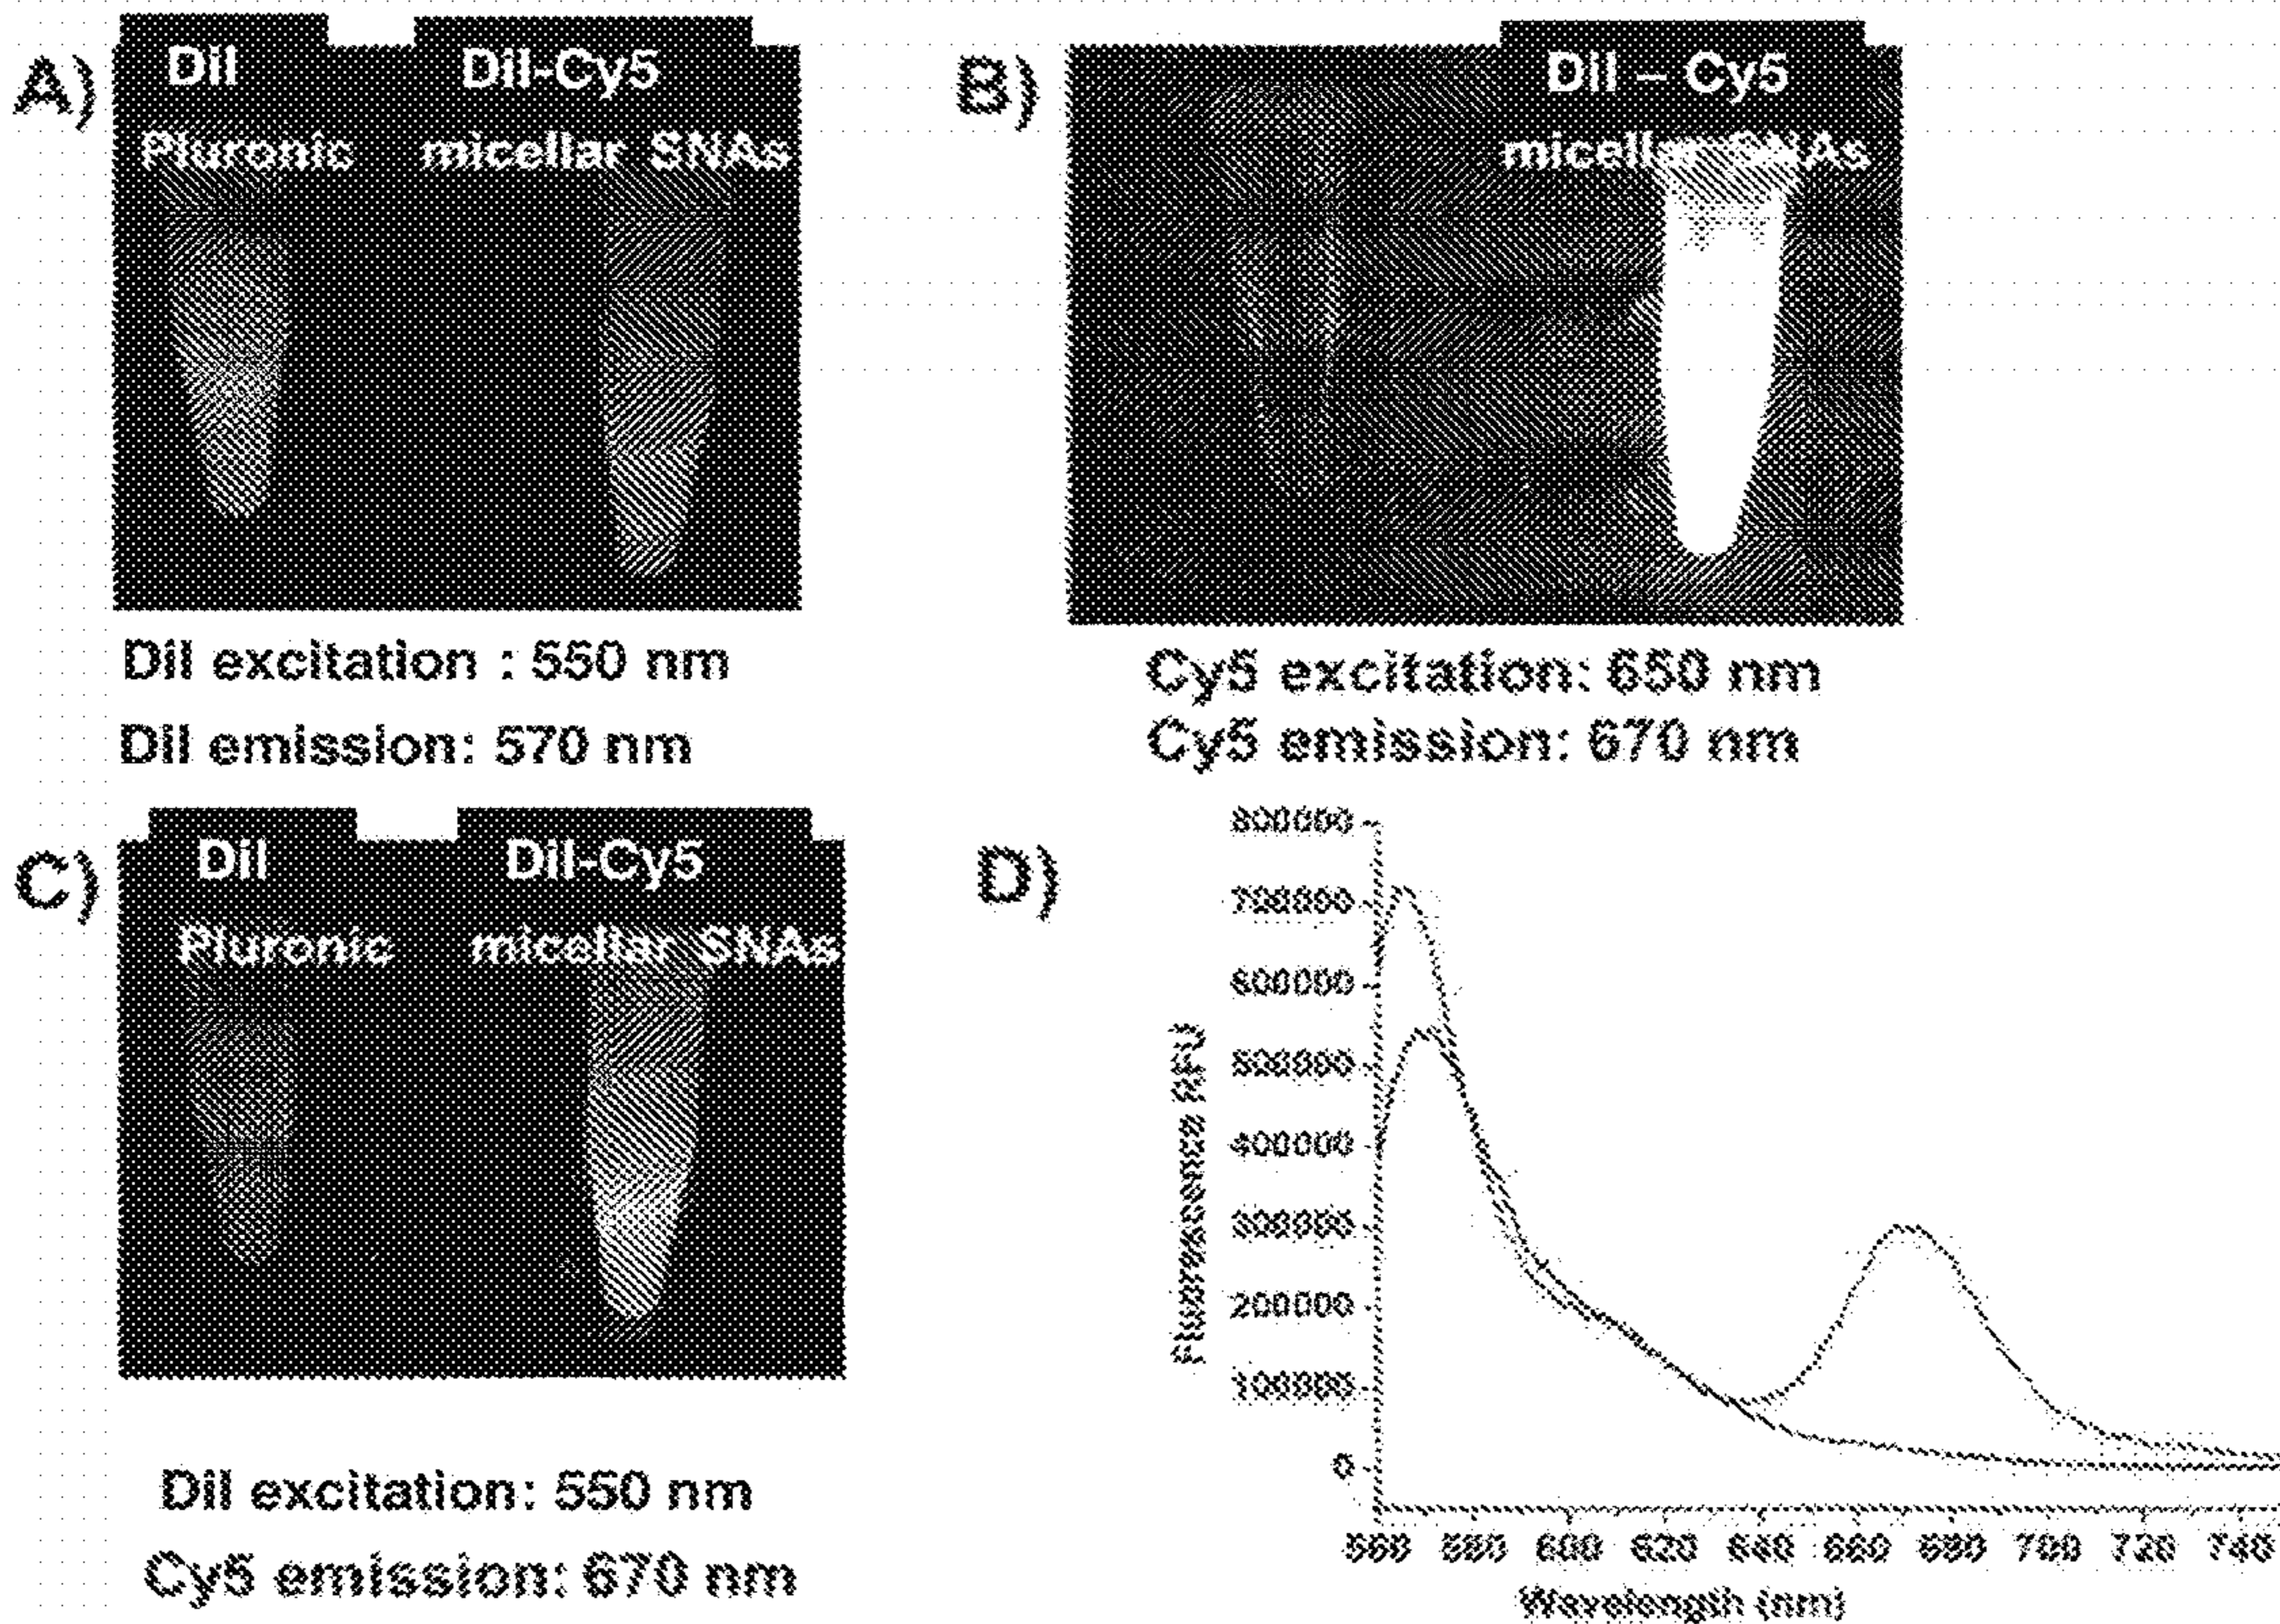 A)
DiI
Pluronic
DiI-Cy5
micellar SNAs
DiI excitation : 550 nm
DiI emission: 570 nm
B)
DiI – Cy5
micellar SNAs
Cy5 excitation: 650 nm
Cy5 emission: 670 nm
C)
DiI
Pluronic
DiI-Cy5
micellar SNAs
DiI excitation: 550 nm
Cy5 emission: 670 nm
D)
800000
700000
600000
500000
400000
300000
200000
100000
0
Fluorescence RFU
560 580 600 620 640 660 680 700 720 740
Wavelength (nm)